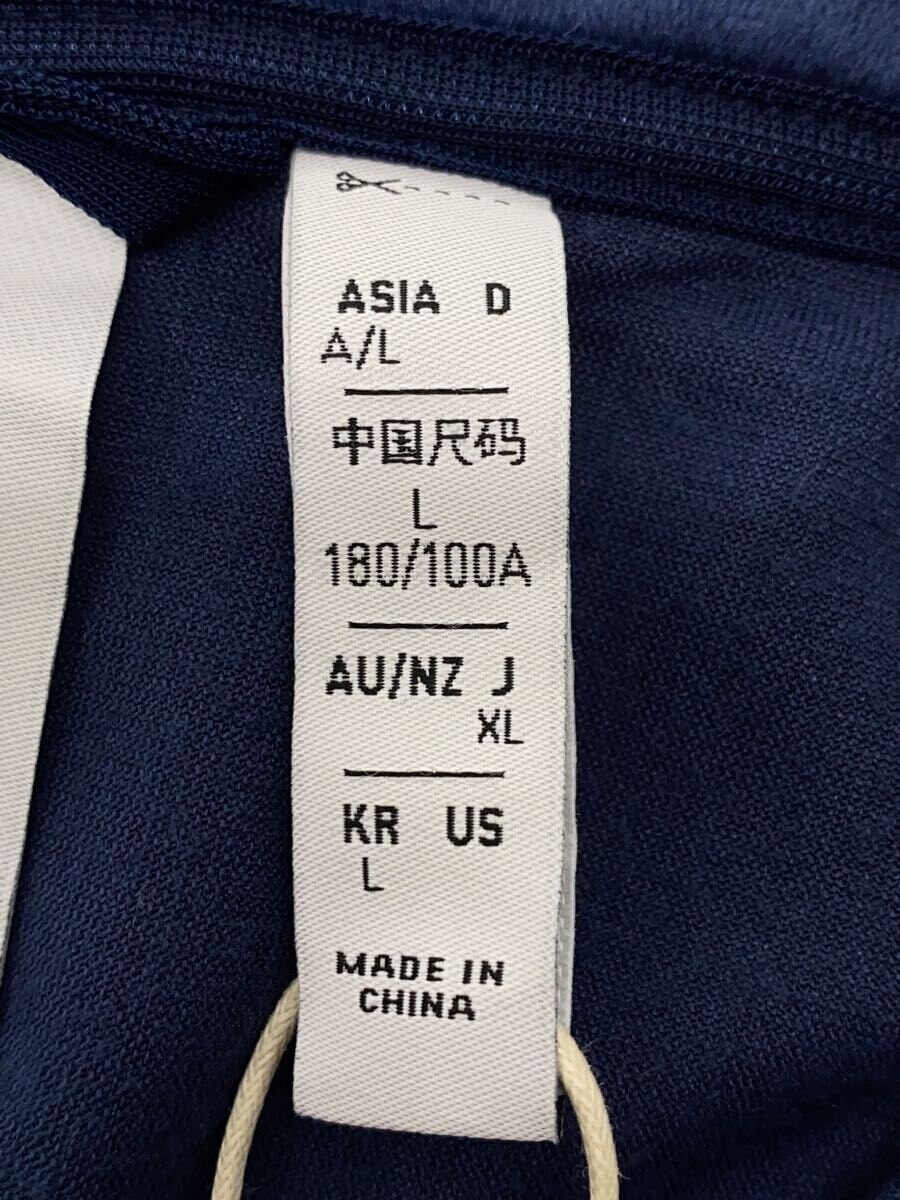 ASIA D
A/L
中国尺码
L
180/100A
AU/NZ J
XL
KR US
L
MADE IN
CHINA